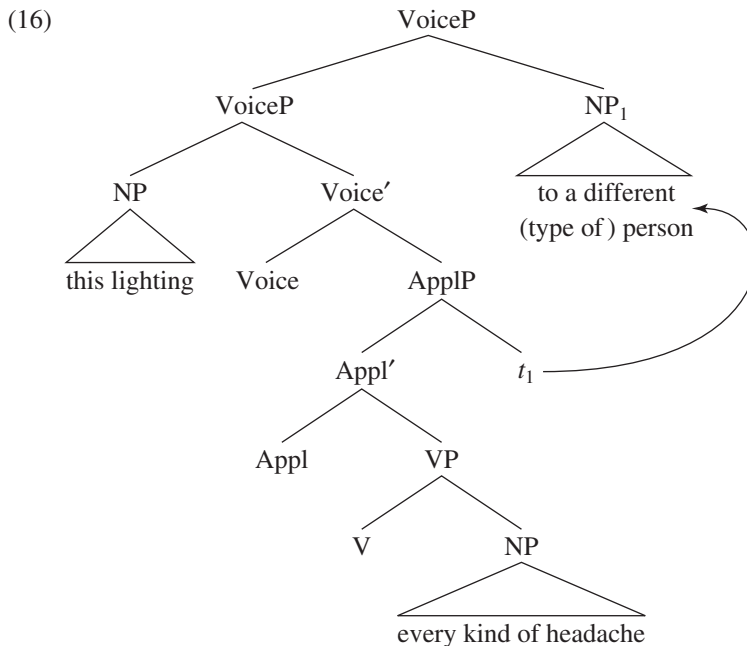 (16)
VoiceP
VoiceP NP₁
NP Voice′ to a different
(type of) person
this lighting Voice ApplP
Appl′ t₁
Appl VP
V NP
every kind of headache